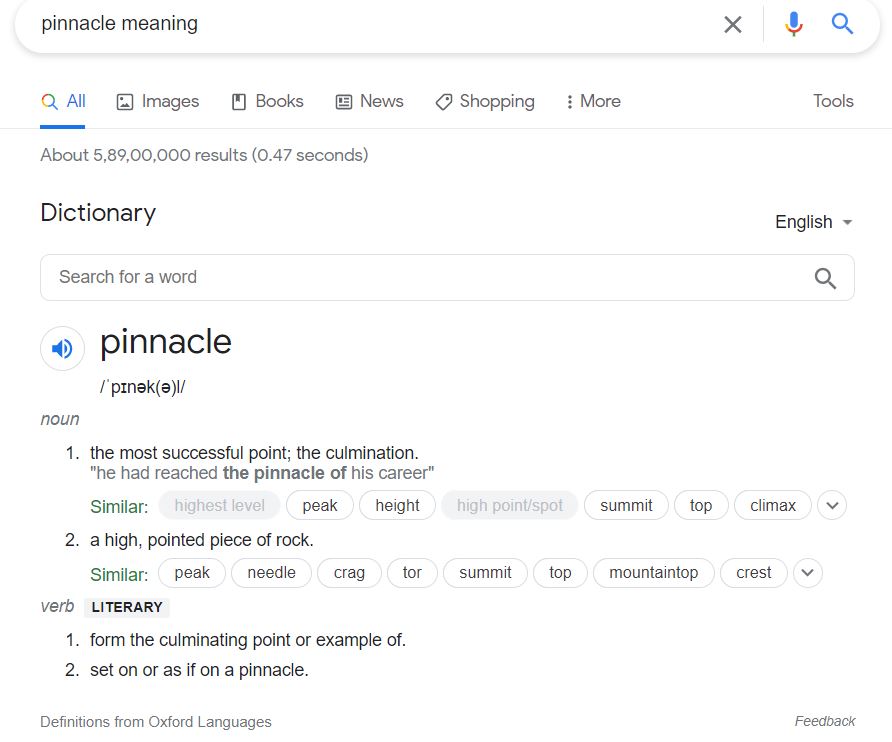 pinnacle meaning
All Images Books News Shopping More Tools
About 5,89,00,000 results (0.47 seconds)
Dictionary
English
Search for a word
pinnacle
/ˈpɪnək(ə)l/
noun
1. the most successful point; the culmination.
"he had reached the pinnacle of his career"
Similar: highest level peak height high point/spot summit top climax
2. a high, pointed piece of rock.
Similar: peak needle crag tor summit top mountaintop crest
verb LITERARY
1. form the culminating point or example of.
2. set on or as if on a pinnacle.
Definitions from Oxford Languages Feedback